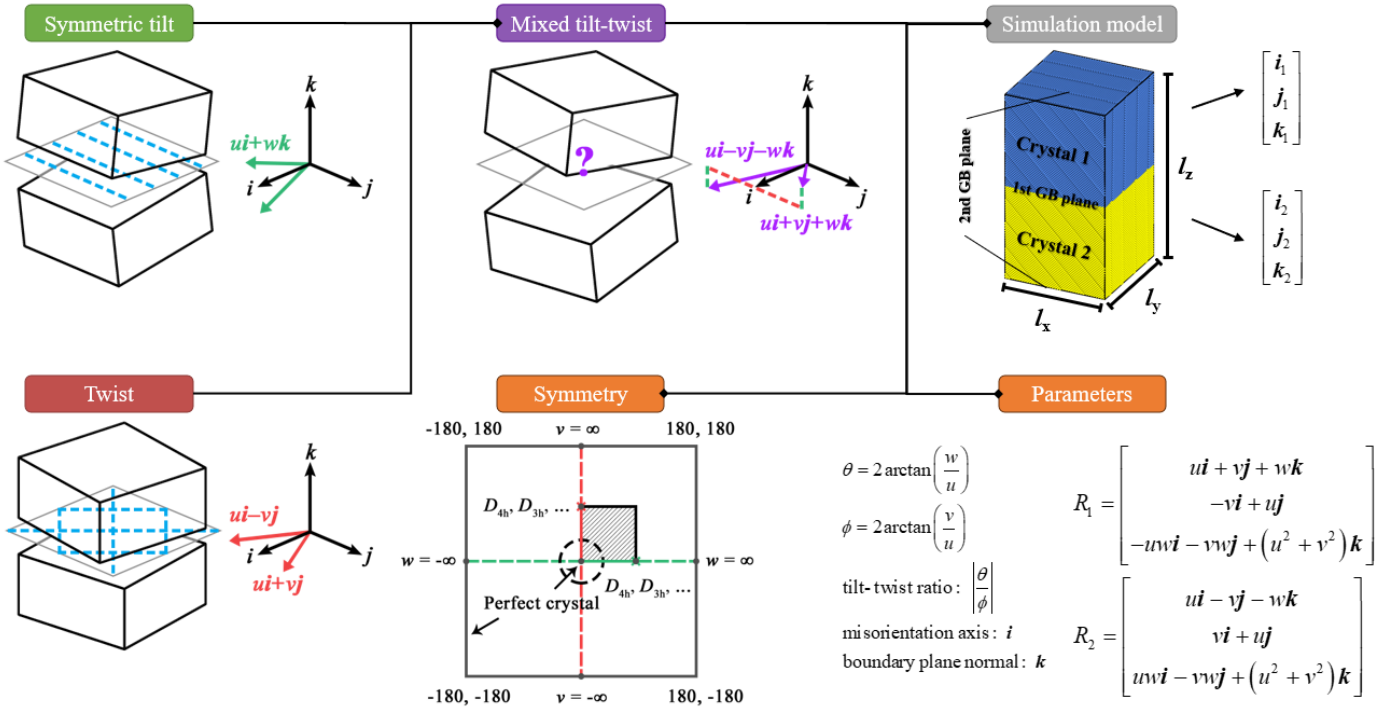 Symmetric tilt
Mixed tilt-twist
Simulation model
k
ui+wk
i
j
?
k
ui−vj−wk
i
j
ui+vj+wk
2nd GB plane
Crystal 1
1st GB plane
Crystal 2
l_x
l_y
l_z
[i_1
j_1
k_1]
[i_2
j_2
k_2]
Twist
Symmetry
Parameters
k
ui−vj
i
j
ui+vj
-180, 180
v = ∞
180, 180
D_4h, D_3h, ...
w = -∞
w = ∞
D_4h, D_3h, ...
Perfect crystal
-180, -180
v = -∞
180, -180
θ = 2 arctan(w/u)
ϕ = 2 arctan(v/u)
tilt- twist ratio : |θ/ϕ|
misorientation axis : i
boundary plane normal : k
R_1 = [ui + vj + wk
-vi + uj
-uwi − vwj + (u^2 + v^2)k]
R_2 = [ui − vj − wk
vi + uj
uwi − vwj + (u^2 + v^2)k]